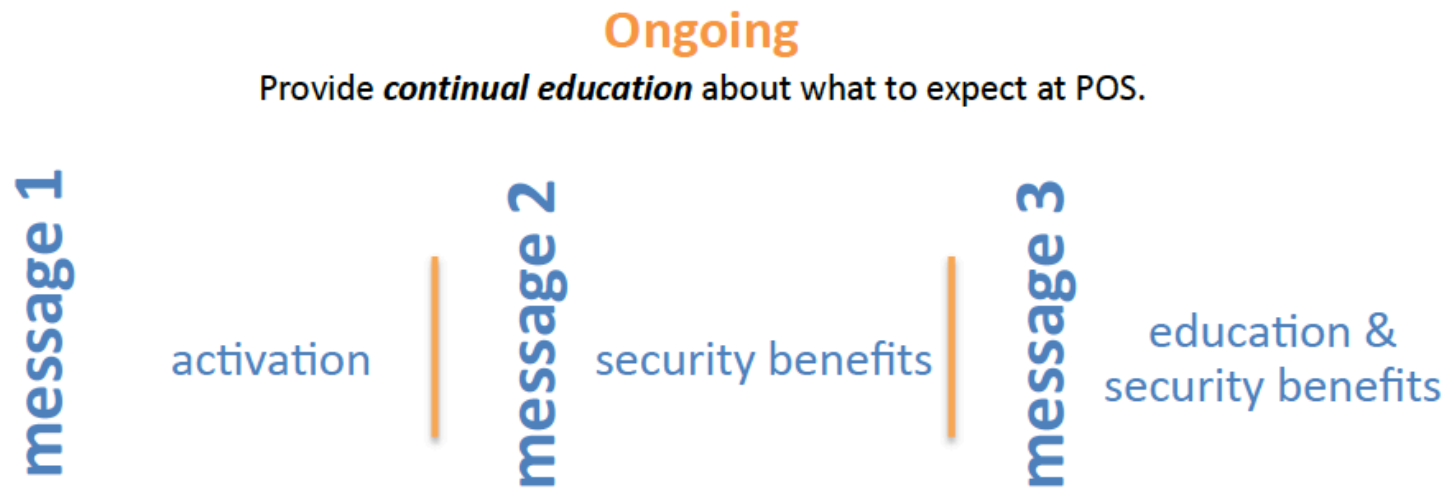 Ongoing
Provide continual education about what to expect at POS.
message 1
activation
message 2
security benefits
message 3
education &
security benefits